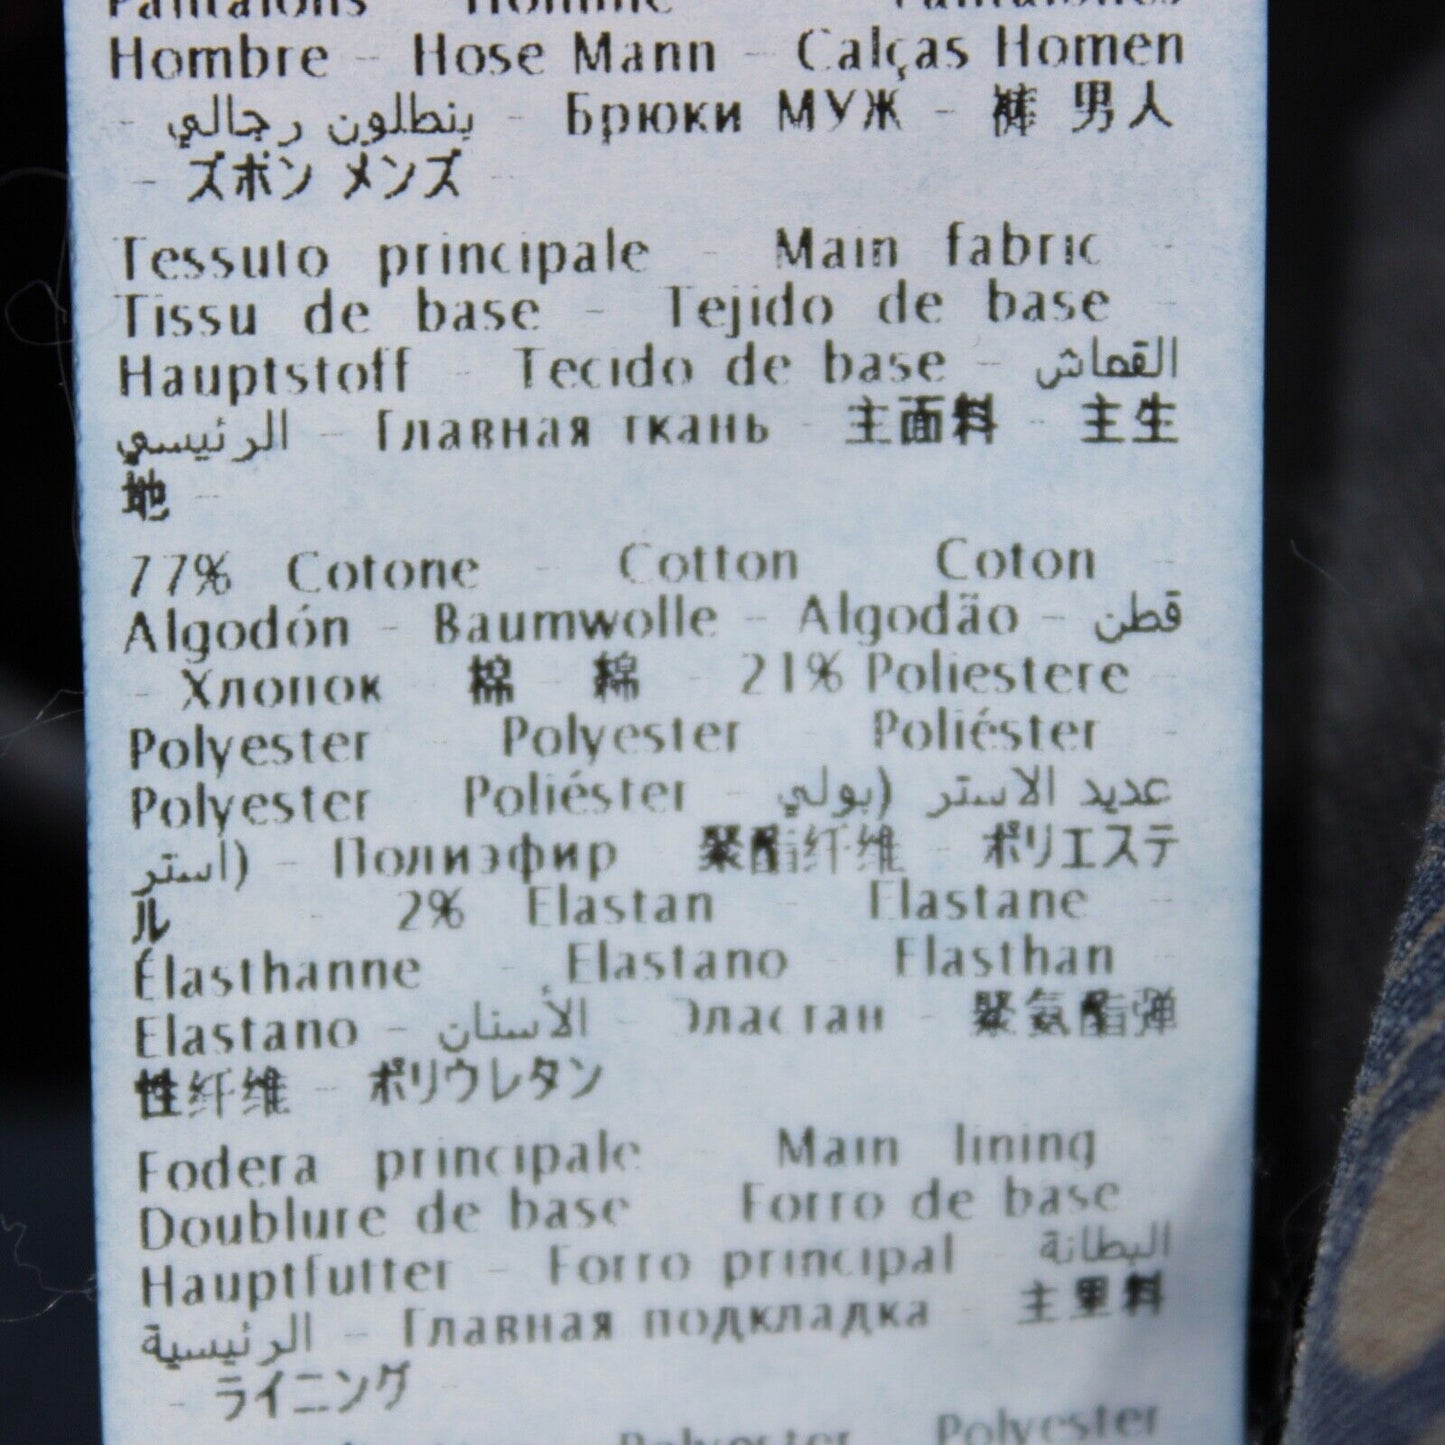 Pantalons Homme Pantalones
Hombre - Hose Mann - Calças Homen
- بنطلون رجالي - Брюки МУЖ - 裤 男人
- ズボン メンズ -
Tessuto principale - Main fabric -
Tissu de base - Tejido de base -
Hauptstoff - Tecido de base - القماش
الرئيسي - Главная ткань - 主面料 - 主生
地 -
77% Cotone - Cotton Coton -
Algodón - Baumwolle - Algodão - قطن
- Хлопок 棉 - 綿 - 21% Poliestere -
Polyester Polyester - Poliéster -
Polyester Poliéster - عديد الاستر (بولي
استر) - Полиэфир 聚酯纤维 - ポリエステ
ル - 2% Elastan - Elastane -
Élasthanne - Elastano - Elasthan -
Elastano - الأستان - Эластан - 聚氨酯弹
性纤维 - ポリウレタン
Fodera principale Main lining
Doublure de base Forro de base
Hauptfutter - Forro principal - البطانة
الرئيسية - Главная подкладка - 主里料
- ライニング -
Polyester Polyester